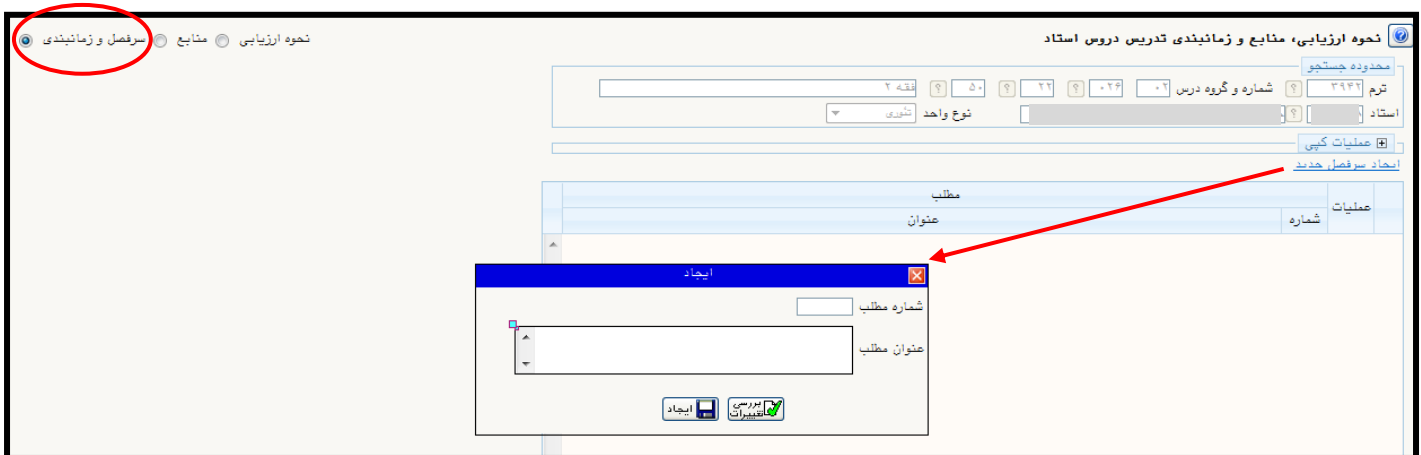 نحوه ارزیابی، منابع و زمانبندی تدریس دروس استاد
نحوه ارزیابی منابع سرفصل و زمانبندی
محدوده جستجو
ترم ۳۹۴۲ ؟ شماره و گروه درس ۰۲ ۰۲۴ ؟ ۲۲ ؟ ۵۰ ؟ فقه ۲
استاد ؟ نوع واحد تئوری
عملیات کپی
ایجاد سرفصل جدید
عملیات مطلب
شماره عنوان
ایجاد
شماره مطلب
عنوان مطلب
بررسی تغییرات ایجاد